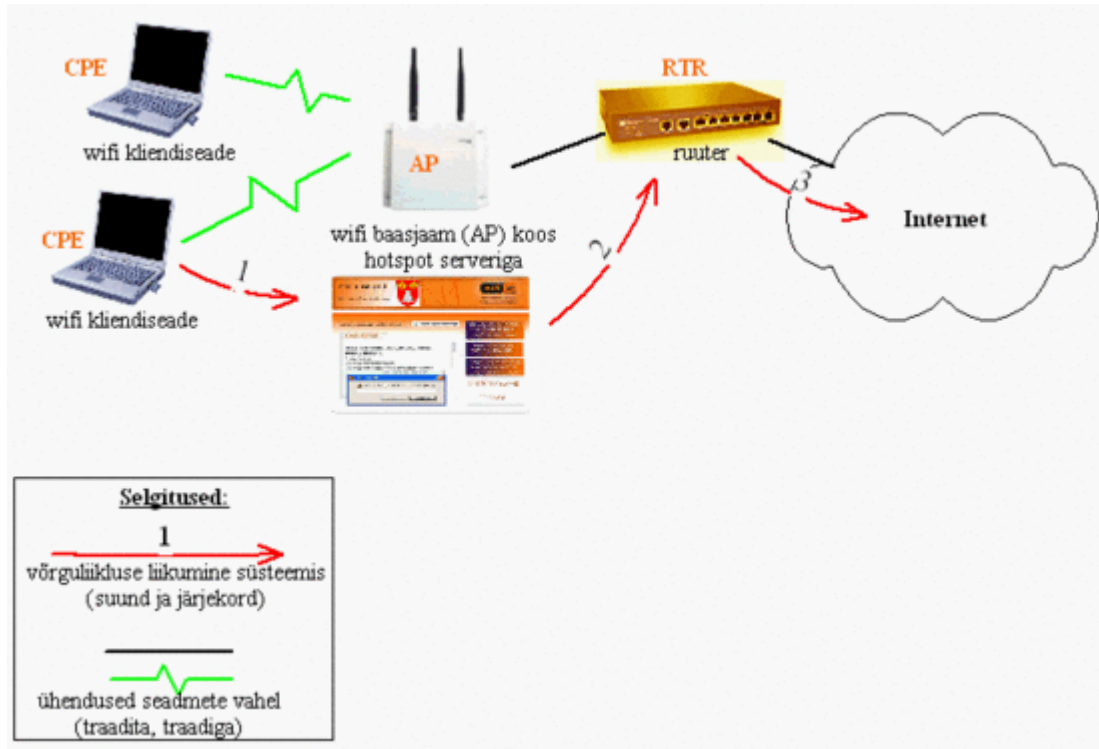 CPE
wifi kliendiseade
CPE
wifi kliendiseade
AP
wifi baasjaam (AP) koos
hotspot serveriga
RTR
ruuter
Internet
1
2
3
Selgitused:
1
võrguliikluse liikumine süsteemis
(suund ja järjekord)
ühendused seadmete vahel
(traadita, traadiga)